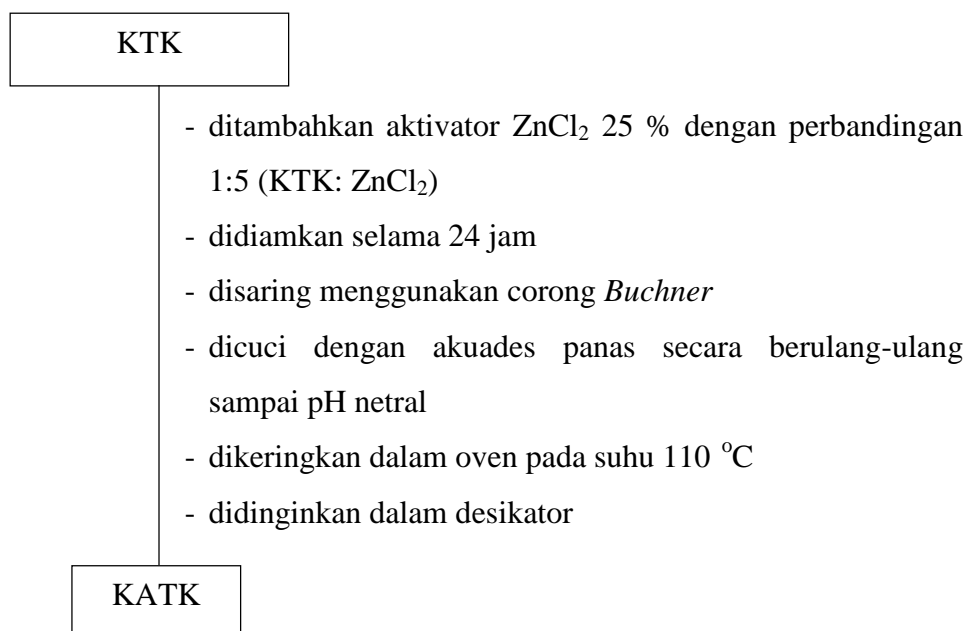 KTK
- ditambahkan aktivator ZnCl₂ 25 % dengan perbandingan
1:5 (KTK: ZnCl₂)
- didiamkan selama 24 jam
- disaring menggunakan corong Buchner
- dicuci dengan akuades panas secara berulang-ulang
sampai pH netral
- dikeringkan dalam oven pada suhu 110 ᵒC
- didinginkan dalam desikator
KATK